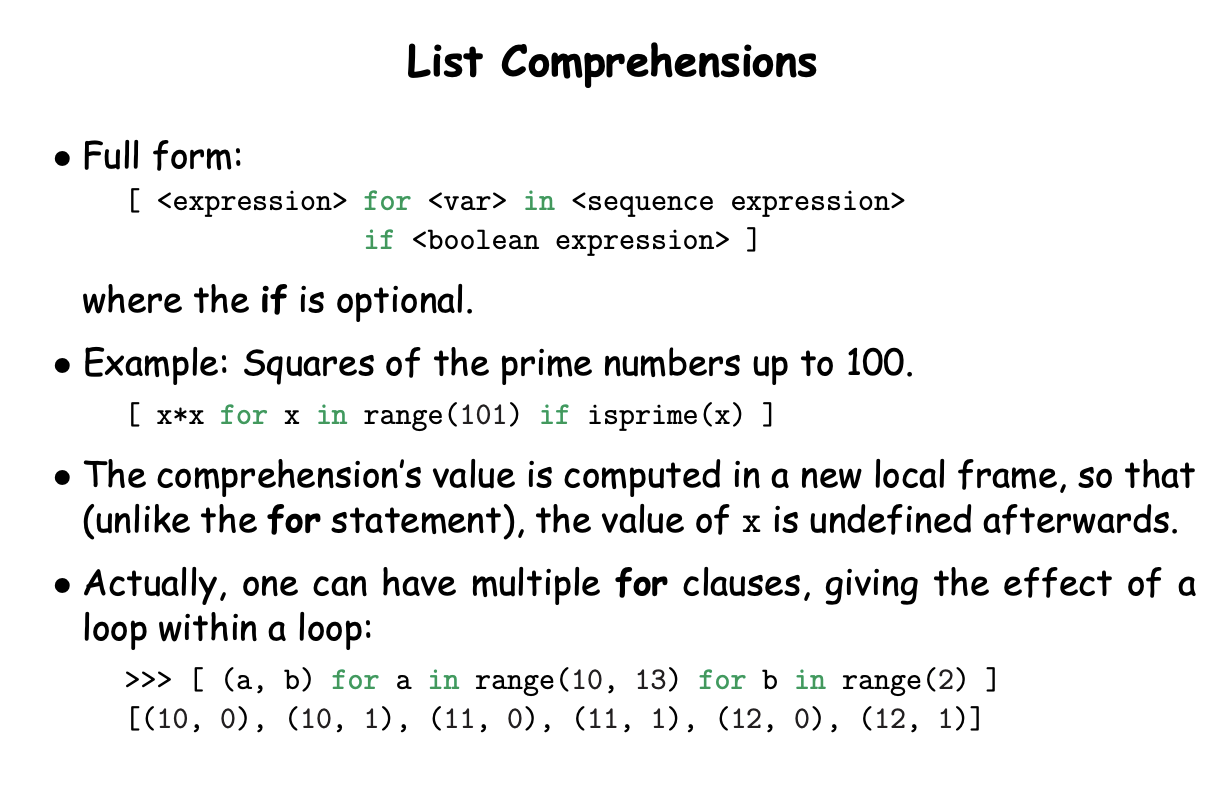 List Comprehensions
• Full form:
[ <expression> for <var> in <sequence expression>
if <boolean expression> ]
where the if is optional.
• Example: Squares of the prime numbers up to 100.
[ x*x for x in range(101) if isprime(x) ]
• The comprehension's value is computed in a new local frame, so that
(unlike the for statement), the value of x is undefined afterwards.
• Actually, one can have multiple for clauses, giving the effect of a
loop within a loop:
>>> [ (a, b) for a in range(10, 13) for b in range(2) ]
[(10, 0), (10, 1), (11, 0), (11, 1), (12, 0), (12, 1)]